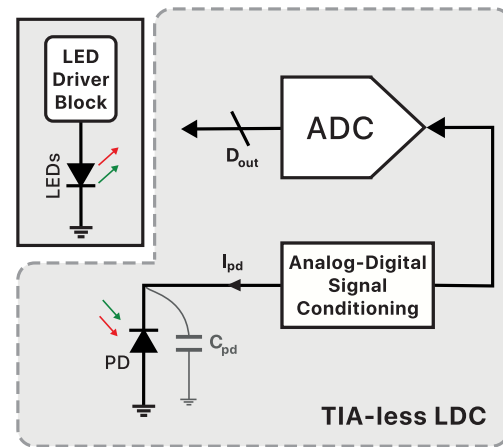 LED
Driver
Block
LEDs
ADC
Dout
Ipd
Analog-Digital
Signal
Conditioning
PD
Cpd
TIA-less LDC